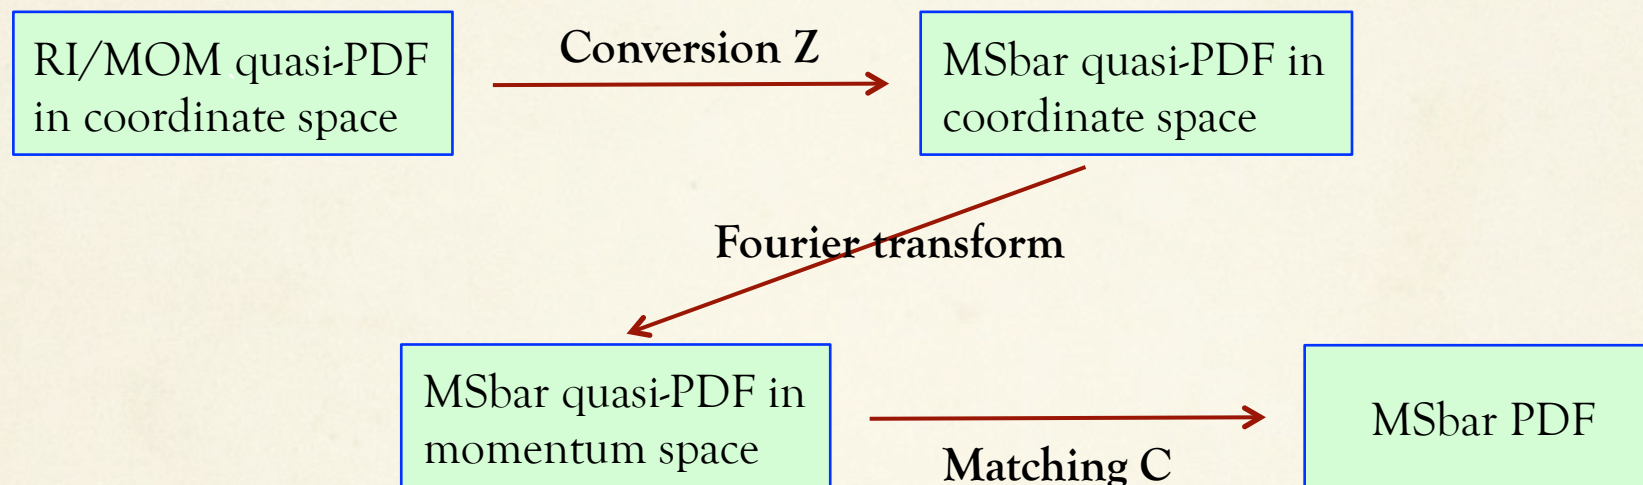 RI/MOM quasi-PDF
in coordinate space
Conversion Z
MSbar quasi-PDF in
coordinate space
Fourier transform
MSbar quasi-PDF in
momentum space
Matching C
MSbar PDF